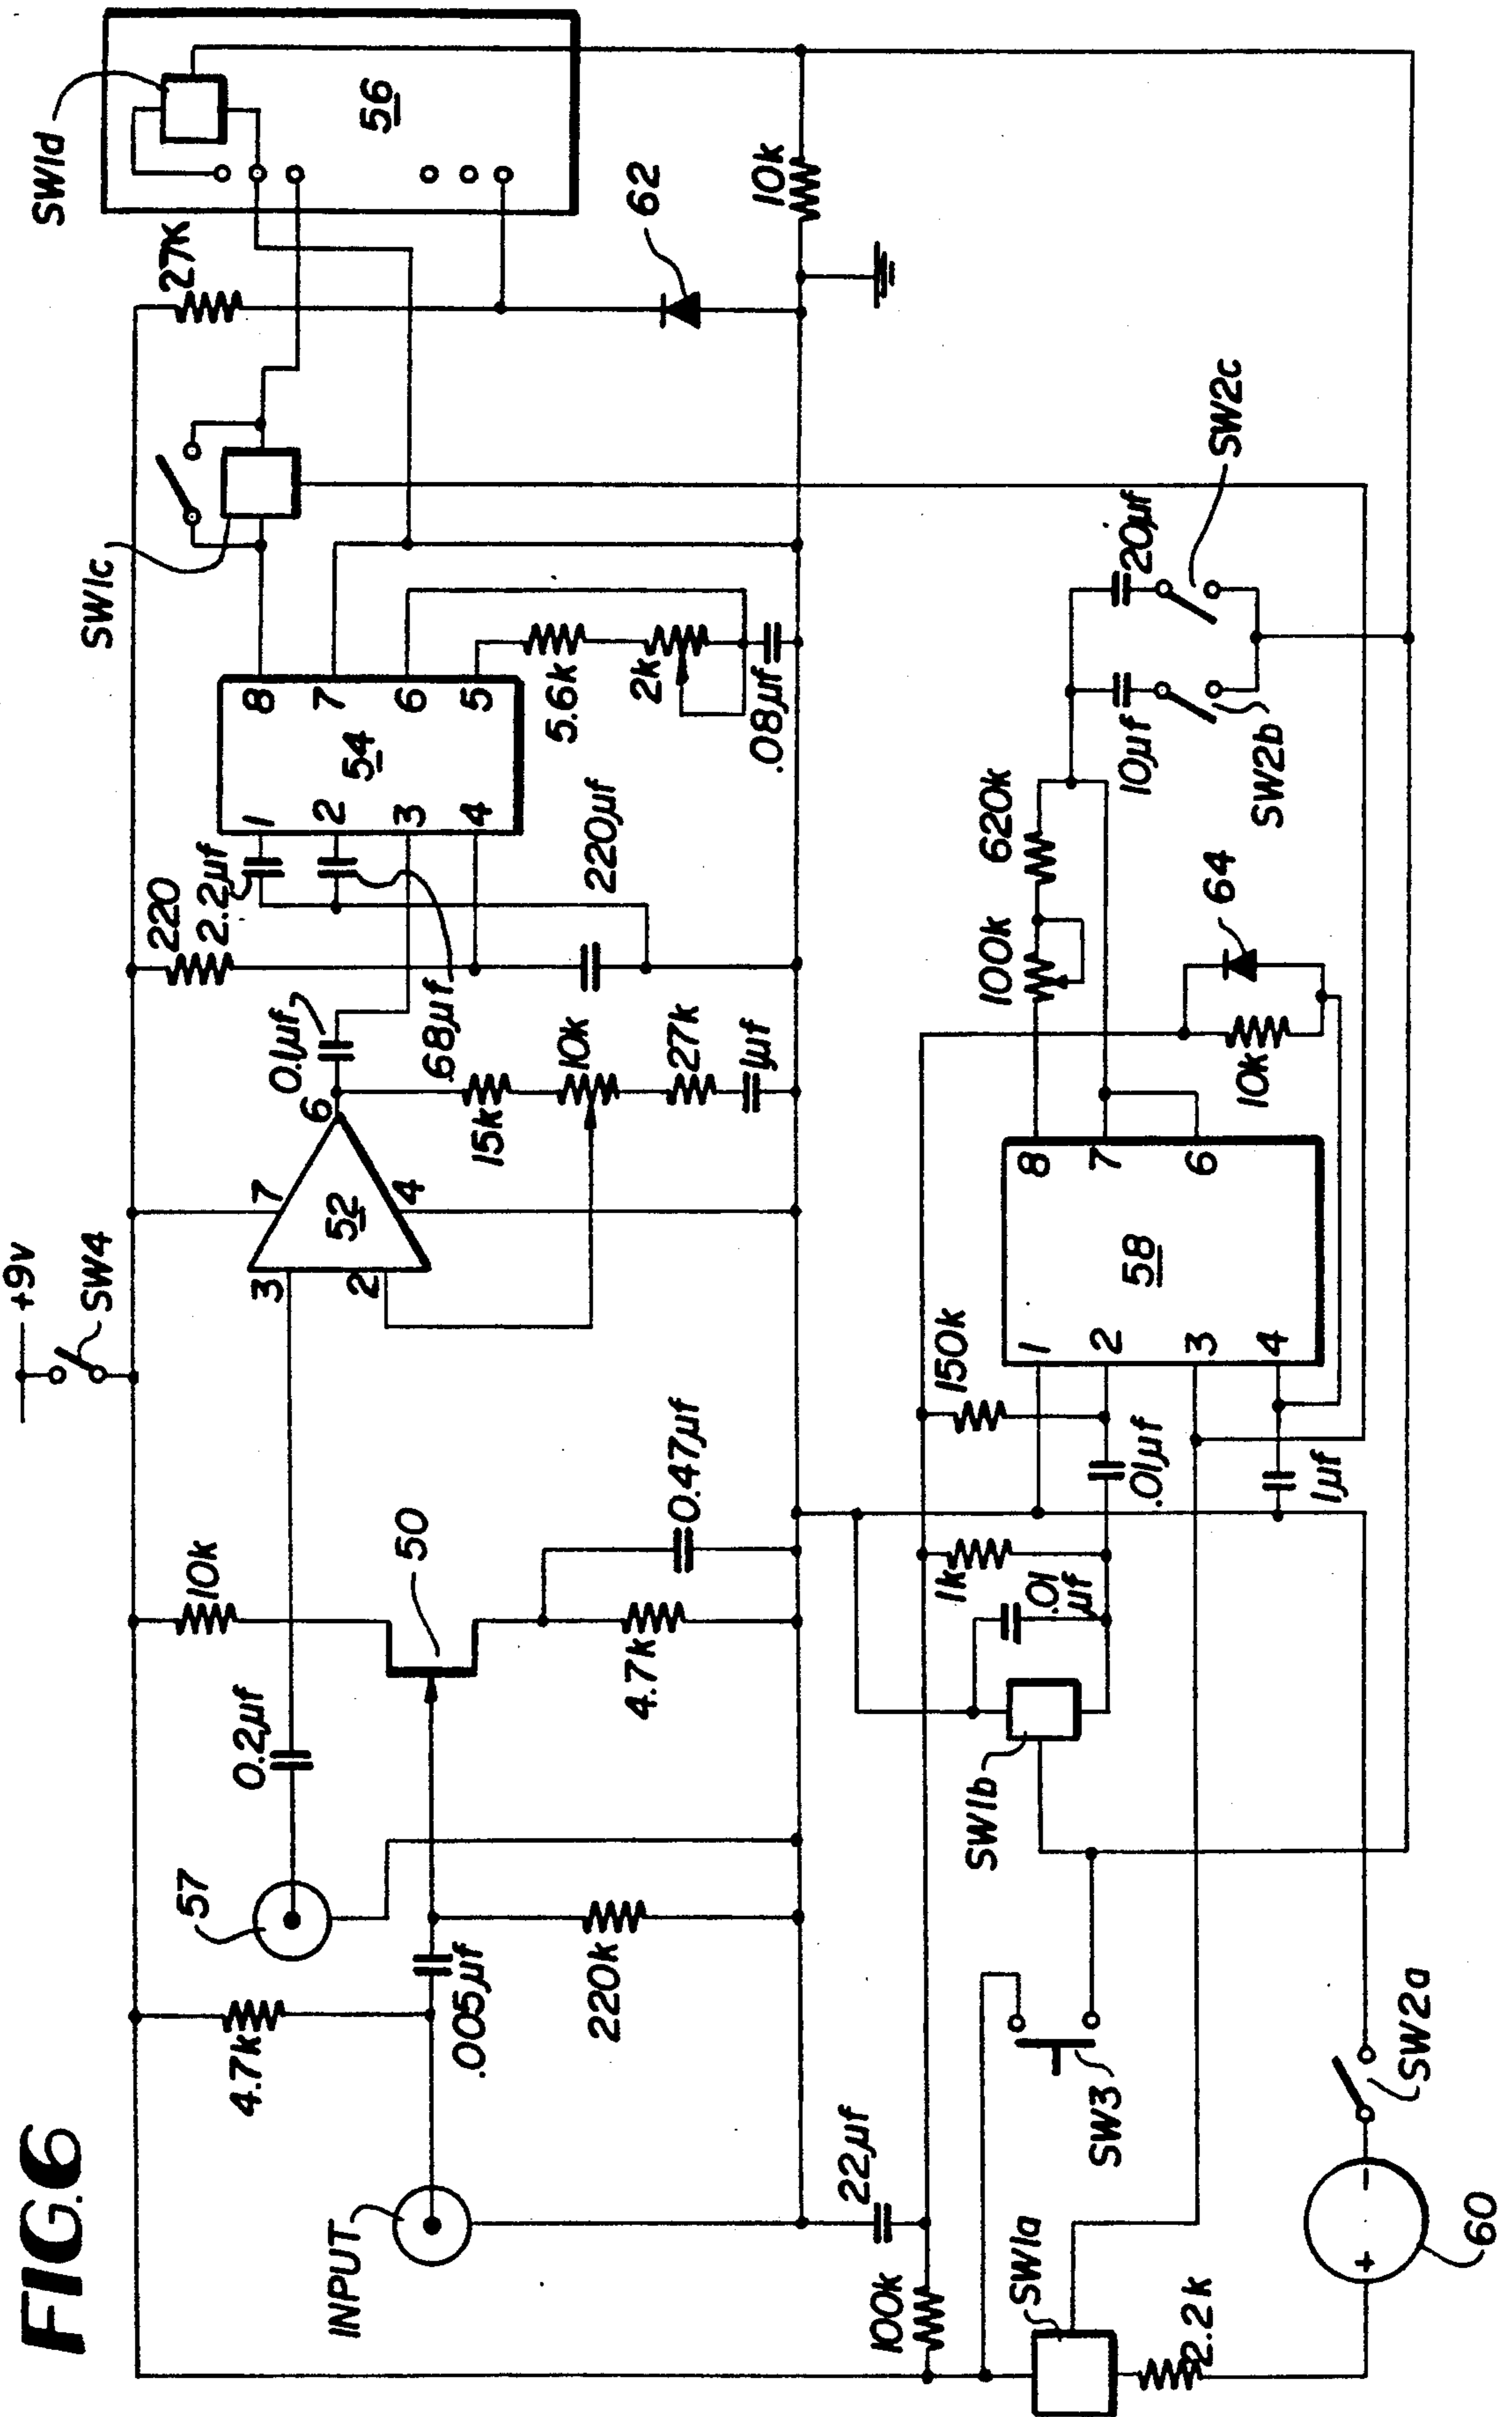 FIG.6
+9v
SW4
4.7k
57
0.2µf
10k
50
INPUT
.005µf
220k
4.7k
0.47µf
3
2
7
4
6
52
0.1µf
15k
10k
27k
1µf
.68µf
220
2.2µf
220µf
1
2
3
4
54
8
7
6
5
5.6k
2k
.08µf
SW1c
27K
SW1d
56
62
10k
22µf
100k
SW1a
2.2k
SW3
SW1b
1k
.01
µf
150k
.01µf
1µf
1
2
3
4
58
8
7
6
100k
620k
10k
64
10µf
20µf
SW2b
SW2c
+
−
60
SW2a